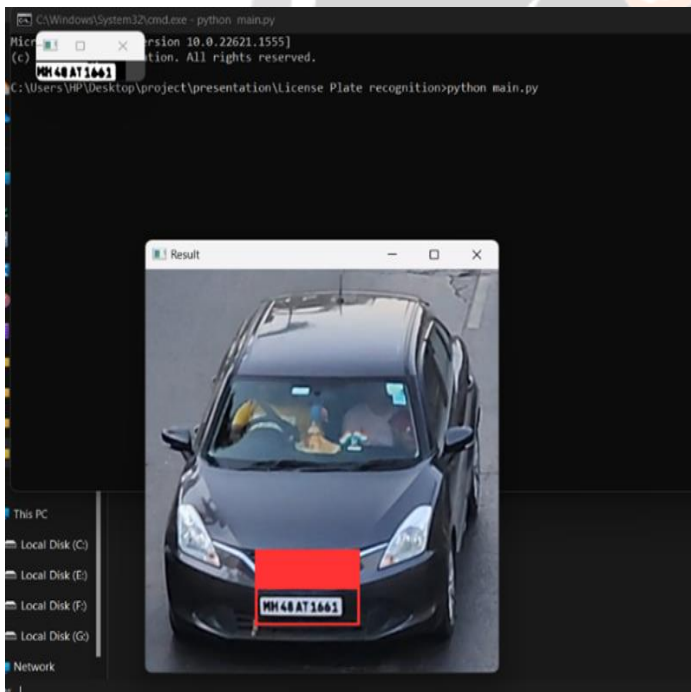 C:\Windows\System32\cmd.exe - python main.py
ersion 10.0.22621.1555]
(c) tion. All rights reserved.
MH 48 AT 1661
C:\Users\HP\Desktop\project\presentation\License Plate recognition>python main.py
Result
MH 48 AT 1661
This PC
Local Disk (C:)
Local Disk (E:)
Local Disk (F:)
Local Disk (G:)
Network